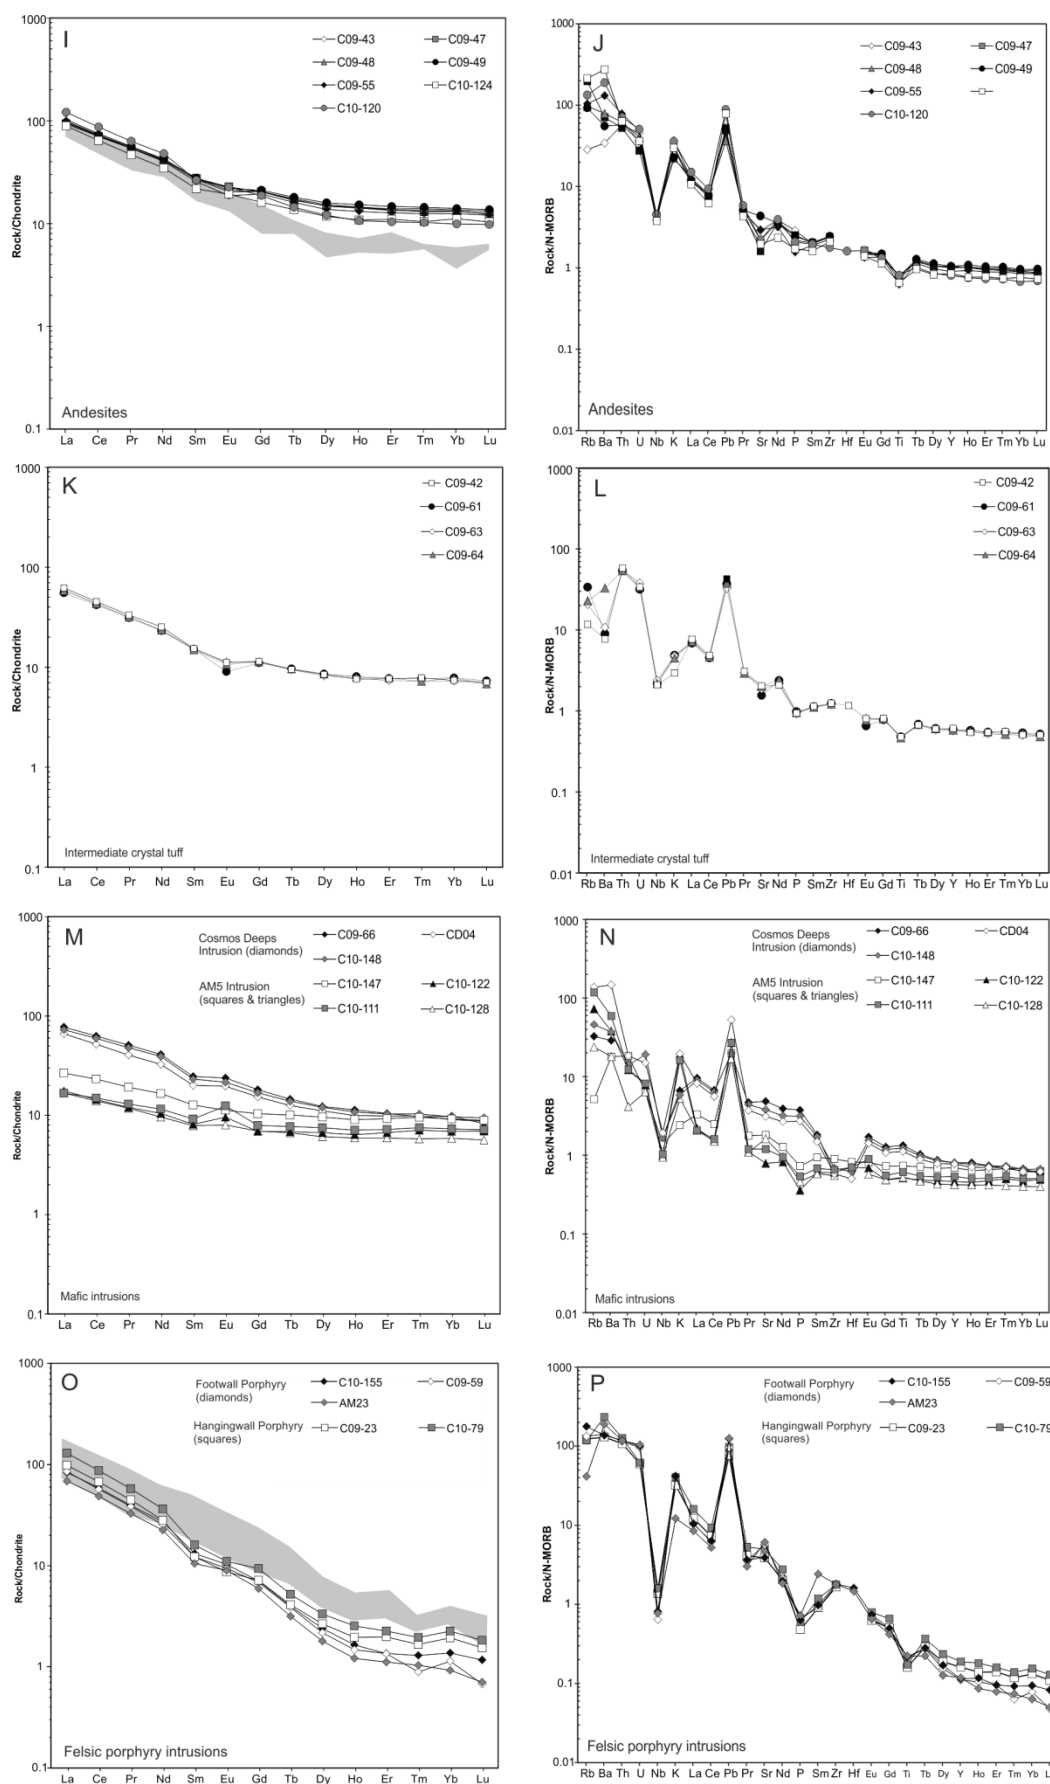 I
1000
100
10
1
0.1
Rock/Chondrite
C09-43
C09-47
C09-48
C09-49
C09-55
C10-124
C10-120
Andesites
La Ce Pr Nd Sm Eu Gd Tb Dy Ho Er Tm Yb Lu
J
1000
100
10
1
0.1
0.01
Rock/N-MORB
C09-43
C09-47
C09-48
C09-49
C09-55
C10-120
Andesites
Rb Ba Th U Nb K La Ce Pb Pr Sr Nd P Sm Zr Hf Eu Gd Ti Tb Dy Y Ho Er Tm Yb Lu
K
1000
100
10
1
0.1
Rock/Chondrite
C09-42
C09-61
C09-63
C09-64
Intermediate crystal tuff
La Ce Pr Nd Sm Eu Gd Tb Dy Ho Er Tm Yb Lu
L
1000
100
10
1
0.1
0.01
Rock/N-MORB
C09-42
C09-61
C09-63
C09-64
Intermediate crystal tuff
Rb Ba Th U Nb K La Ce Pb Pr Sr Nd P Sm Zr Hf Eu Gd Ti Tb Dy Y Ho Er Tm Yb Lu
M
1000
100
10
1
0.1
Rock/Chondrite
Cosmos Deeps
Intrusion (diamonds)
C09-66
CD04
C10-148
AM5 Intrusion
(squares & triangles)
C10-147
C10-122
C10-111
C10-128
Mafic intrusions
La Ce Pr Nd Sm Eu Gd Tb Dy Ho Er Tm Yb Lu
N
1000
100
10
1
0.1
0.01
Rock/N-MORB
Cosmos Deeps
Intrusion (diamonds)
C09-66
CD04
C10-148
AM5 Intrusion
(squares & triangles)
C10-147
C10-122
C10-111
C10-128
Mafic intrusions
Rb Ba Th U Nb K La Ce Pb Pr Sr Nd P Sm Zr Hf Eu Gd Ti Tb Dy Y Ho Er Tm Yb Lu
O
1000
100
10
1
0.1
Rock/Chondrite
Footwall Porphyry
(diamonds)
C10-155
C09-59
AM23
Hangingwall Porphyry
(squares)
C09-23
C10-79
Felsic porphyry intrusions
La Ce Pr Nd Sm Eu Gd Tb Dy Ho Er Tm Yb Lu
P
1000
100
10
1
0.1
0.01
Rock/N-MORB
Footwall Porphyry
(diamonds)
C10-155
C09-59
AM23
Hangingwall Porphyry
(squares)
C09-23
C10-79
Felsic porphyry intrusions
Rb Ba Th U Nb K La Ce Pb Pr Sr Nd P Sm Zr Hf Eu Gd Ti Tb Dy Y Ho Er Tm Yb